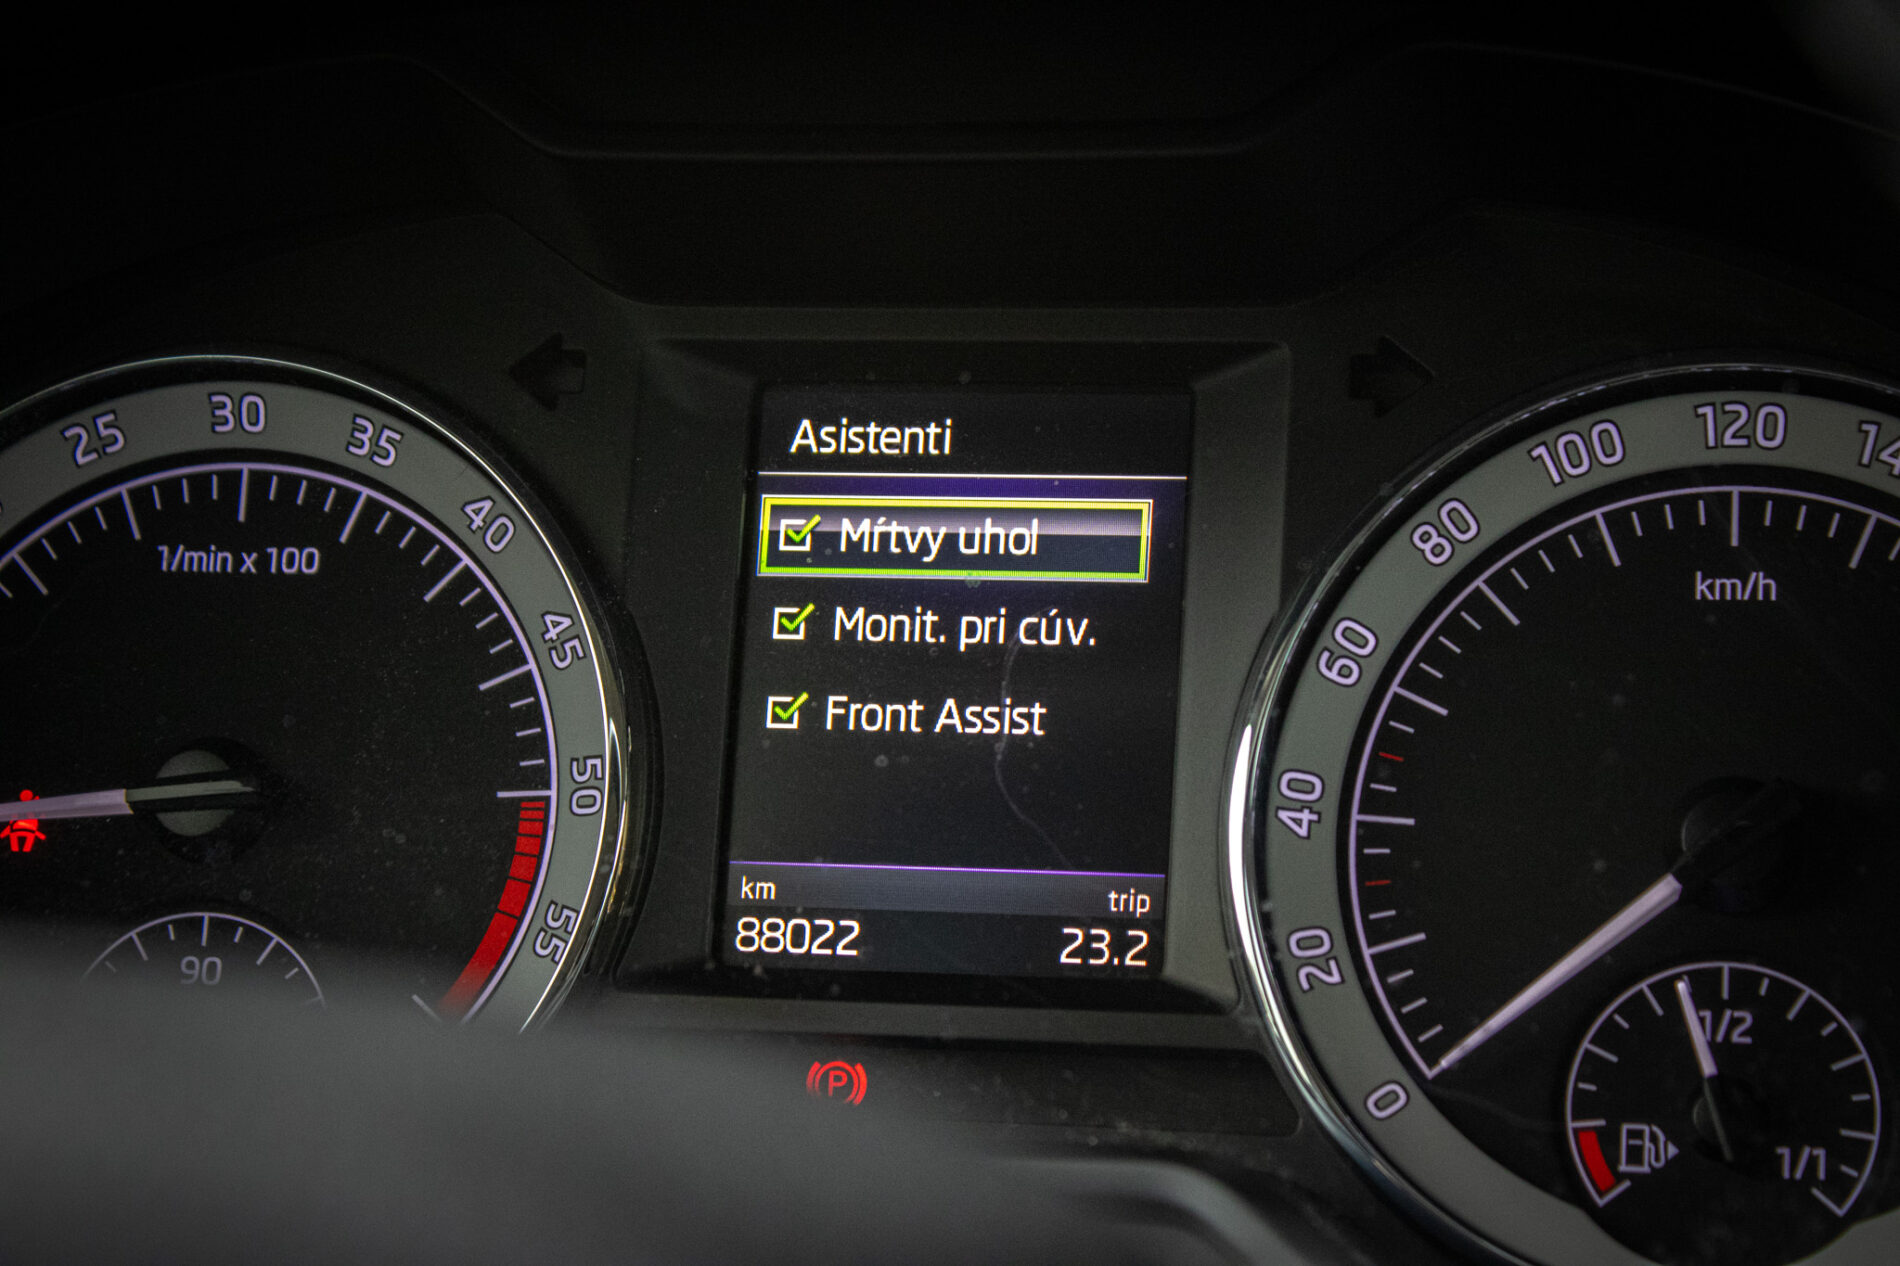 Asistenti
Mŕtvy uhol
Monit. pri cúv.
Front Assist
km trip
88022 23.2
25 30 35 40 45 50 55
1/min x 100
90
0 20 40 60 80 100 120
km/h
1/2
1/1
P